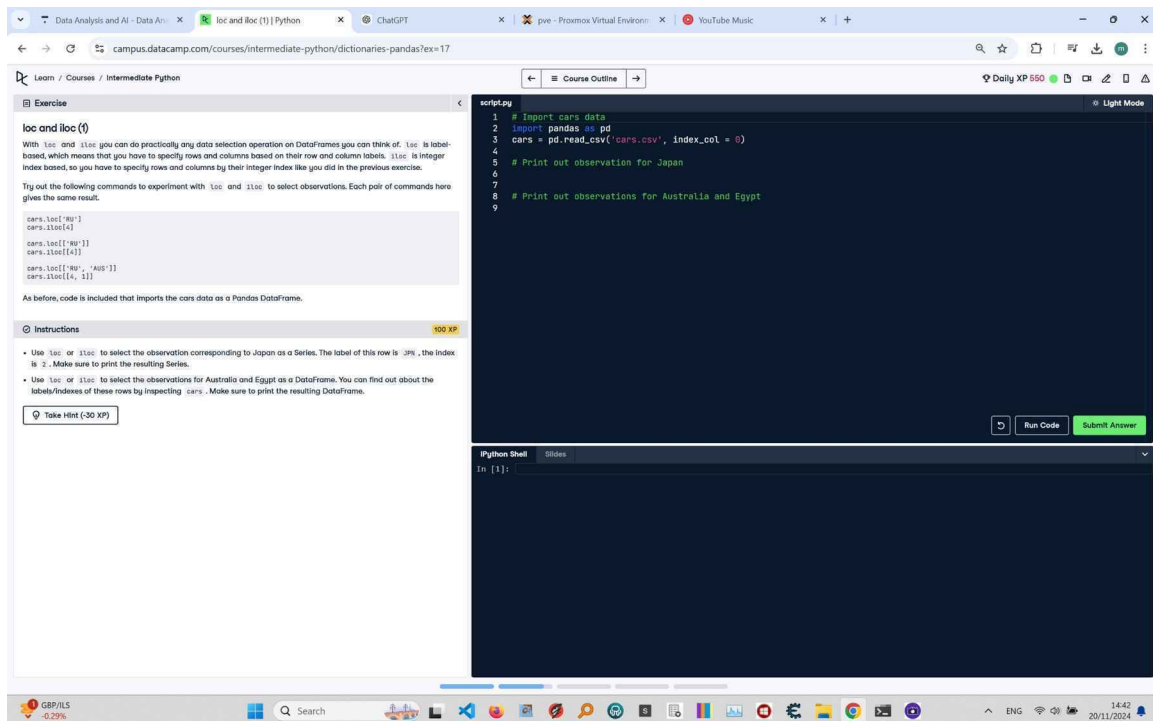 Data Analysis and AI - Data An
loc and iloc (1) | Python
ChatGPT
pve - Proxmox Virtual Environm
YouTube Music
campus.datacamp.com/courses/intermediate-python/dictionaries-pandas?ex=17
Learn / Courses / Intermediate Python
Course Outline
Daily XP 550
Exercise
loc and iloc (1)
With loc and iloc you can do practically any data selection operation on DataFrames you can think of. loc is label-
based, which means that you have to specify rows and columns based on their row and column labels. iloc is integer
index based, so you have to specify rows and columns by their integer index like you did in the previous exercise.
Try out the following commands to experiment with loc and iloc to select observations. Each pair of commands here
gives the same result.
cars.loc['RU']
cars.iloc[4]
cars.loc[['RU']]
cars.iloc[[4]]
cars.loc[['RU', 'AUS']]
cars.iloc[[4, 1]]
As before, code is included that imports the cars data as a Pandas DataFrame.
Instructions
100 XP
• Use loc or iloc to select the observation corresponding to Japan as a Series. The label of this row is JPN , the index
is 2 . Make sure to print the resulting Series.
• Use loc or iloc to select the observations for Australia and Egypt as a DataFrame. You can find out about the
labels/indexes of these rows by inspecting cars . Make sure to print the resulting DataFrame.
Take Hint (-30 XP)
script.py
Light Mode
1 # Import cars data
2 import pandas as pd
3 cars = pd.read_csv('cars.csv', index_col = 0)
4
5 # Print out observation for Japan
6
7
8 # Print out observations for Australia and Egypt
9
Run Code
Submit Answer
IPython Shell
Slides
In [1]:
1
GBP/ILS
-0.29%
Search
ENG
14:42
20/11/2024